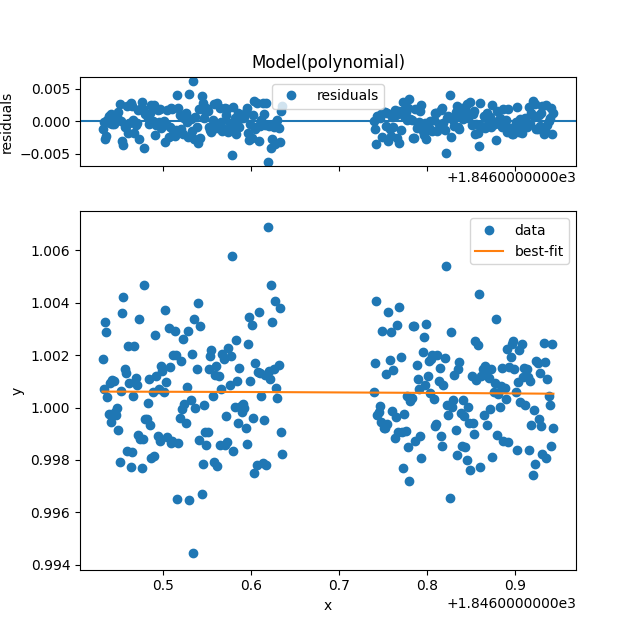 Model(polynomial)
residuals
0.005
0.000
−0.005
residuals
+1.8460000000e3
y
1.006
1.004
1.002
1.000
0.998
0.996
0.994
data
best-fit
0.5 0.6 0.7 0.8 0.9
x
+1.8460000000e3